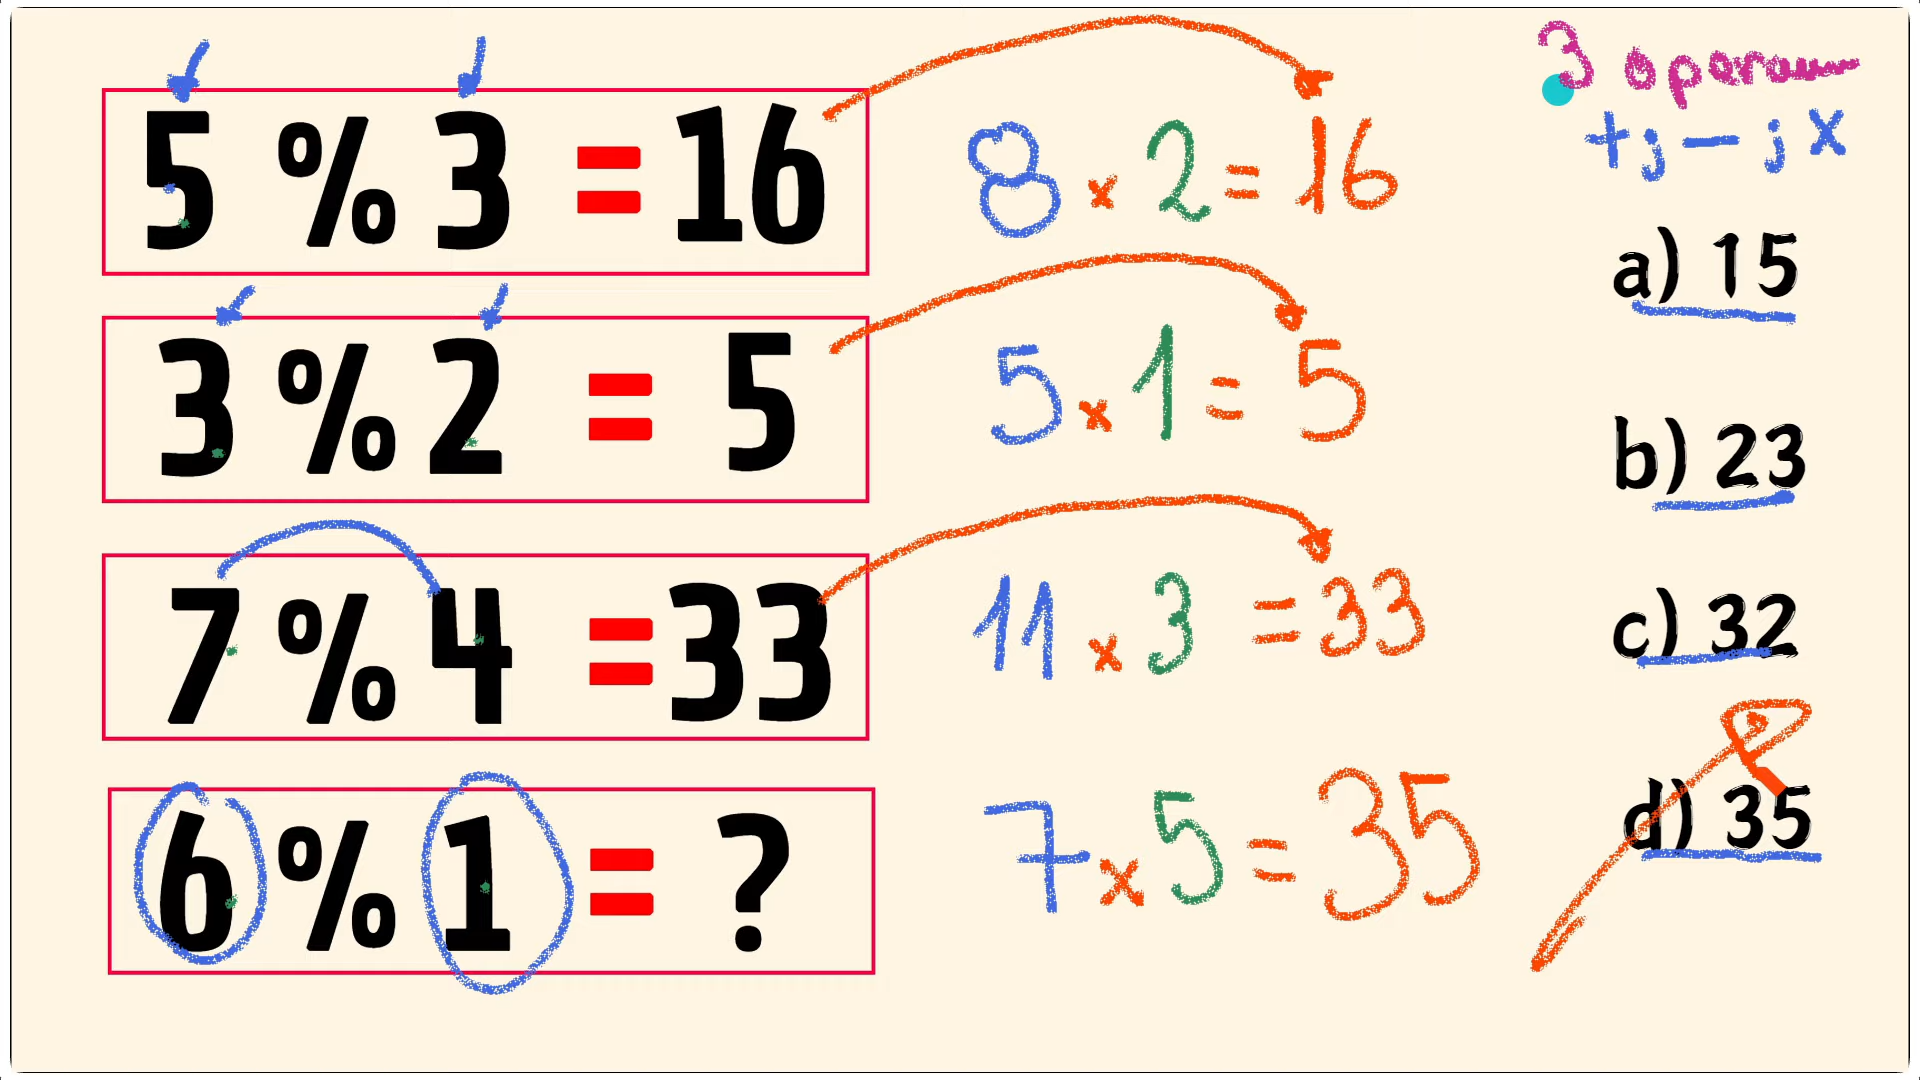 5 % 3 = 16
8 x 2 = 16
3
+ ; - ; x
a) 15
3 % 2 = 5
5 x 1 = 5
b) 23
7 % 4 = 33
11 x 3 = 33
c) 32
6 % 1 = ?
7 x 5 = 35
d) 35